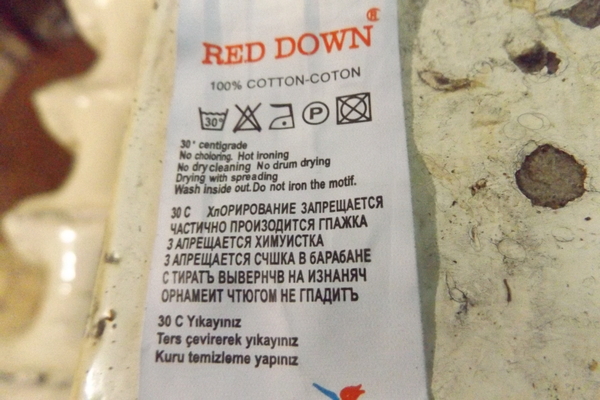 RED DOWN®
100% COTTON-COTON
30° P
30° centigrade
No choloring. Hot ironing
No drycleaning No drum drying
Drying with spreading
Wash inside out. Do not iron the motif.
30 C ХлОРИРОВАНИЕ ЗАПРЕЩАЕТСЯ
ЧАСТИЧНО ПРОИЗОДИТСЯ ГПАЖКА
З АПРЕЩАЕТСЯ ХИМУИСТКА
З АПРЕЩАЕТСЯ СЧШКА В бАРАБАНЕ
С ТИРАТЪ ВЫВЕРНЧВ НА ИЗНАНЯЧ
ОРНАМЕИТ ЧТЮГОМ НЕ ГПАДИТЪ
30 C Yıkayınız
Ters çevirerek yıkayınız
Kuru temizleme yapınız